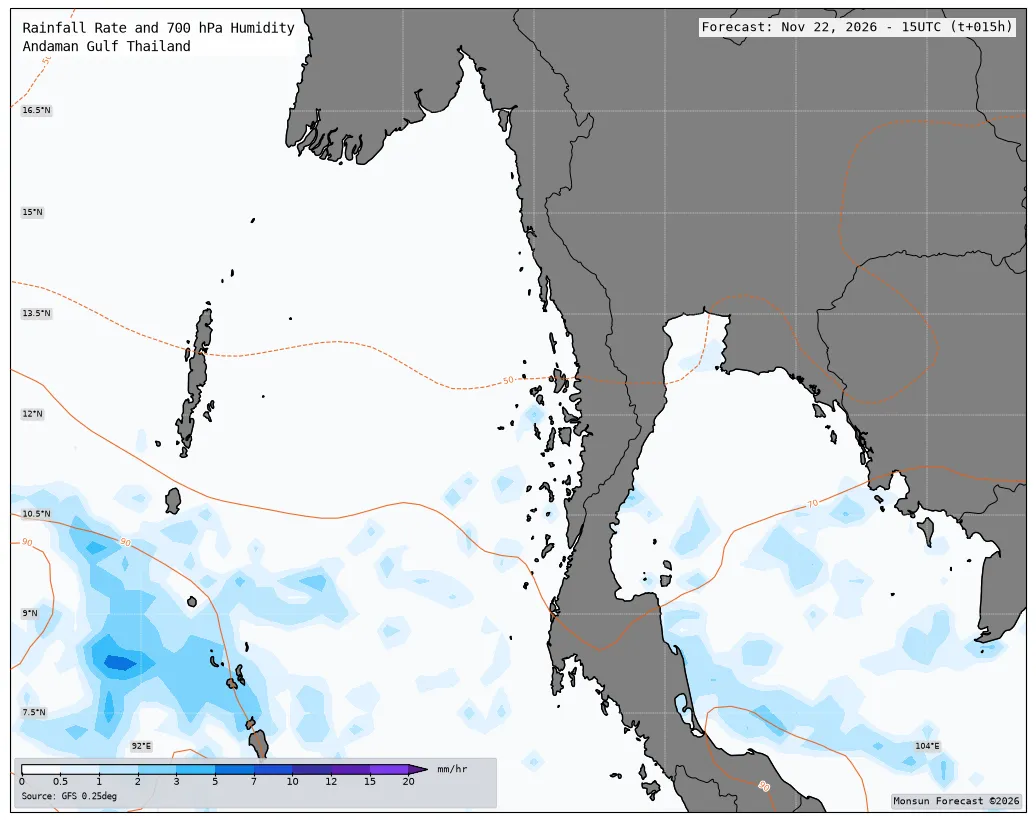 Rainfall Rate and 700 hPa Humidity
Andaman Gulf Thailand
Forecast: Nov 22, 2026 - 15UTC (t+015h)
50
16.5°N
15°N
13.5°N
50
12°N
70
10.5°N
90
90
9°N
7.5°N
92°E
104°E
90
0 0.5 1 2 3 5 7 10 12 15 20 mm/hr
Source: GFS 0.25deg
Monsun Forecast ©2026